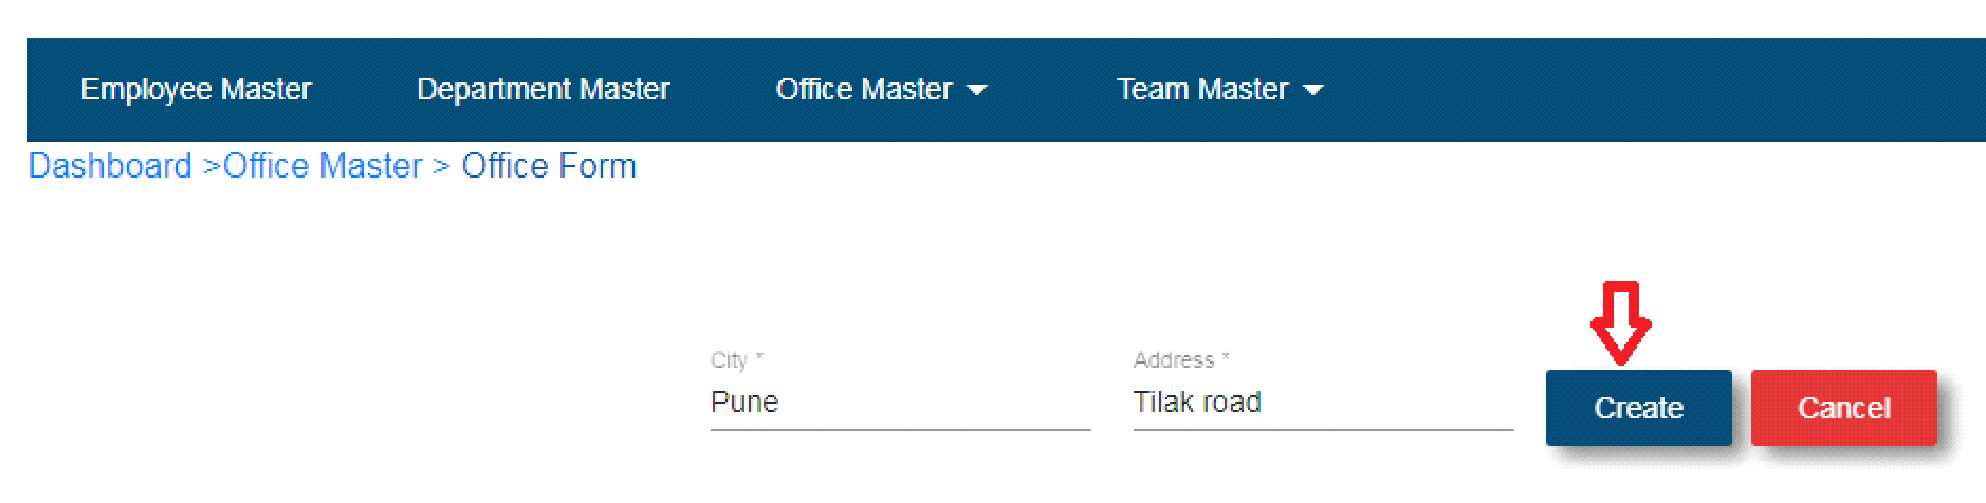 Employee Master Department Master Office Master Team Master
Dashboard >Office Master > Office Form
City * Address *
Pune Tilak road Create Cancel